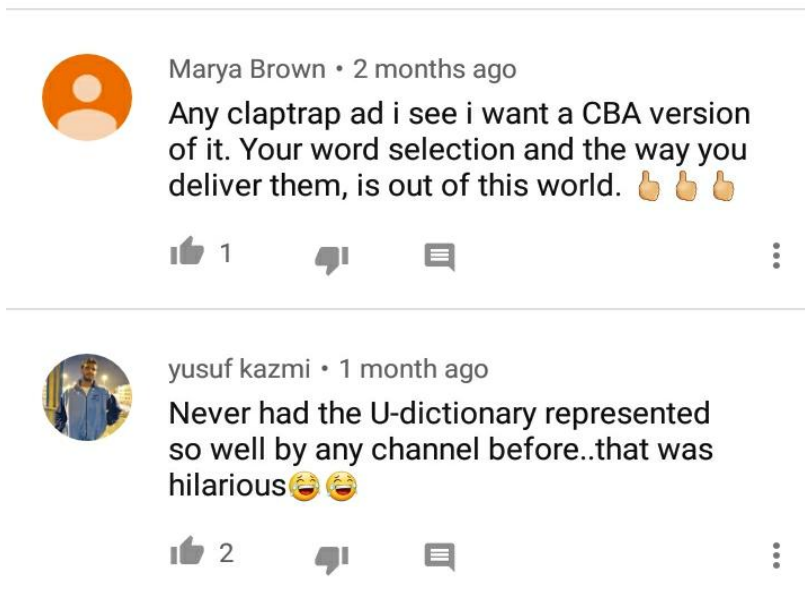 Marya Brown • 2 months ago
Any claptrap ad i see i want a CBA version
of it. Your word selection and the way you
deliver them, is out of this world. 👆🏼👆🏼👆🏼
1
yusuf kazmi • 1 month ago
Never had the U-dictionary represented
so well by any channel before..that was
hilarious😂😂
2